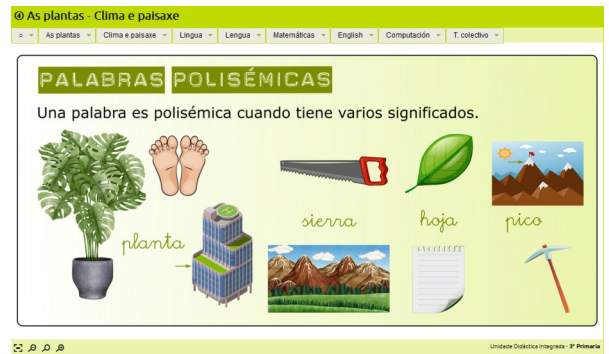 As plantas - Clima e paisaxe
As plantas Clima e paisaxe Lingua Lengua Matemáticas English Computación T. colectivo
PALABRAS POLISÉMICAS
Una palabra es polisémica cuando tiene varios significados.
planta
sierra
hoja
pico
H
Unidade Didáctica Integrada - 3º Primaria